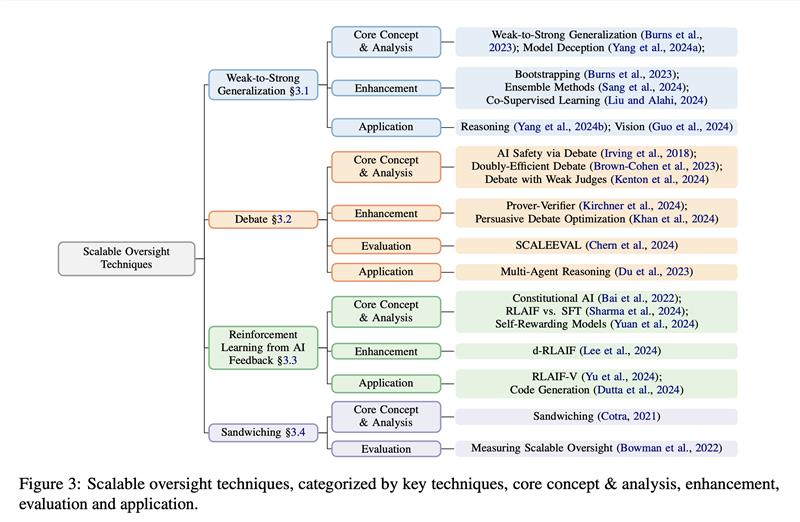 Scalable Oversight
Techniques
Weak-to-Strong
Generalization §3.1
Core Concept
& Analysis
Weak-to-Strong Generalization (Burns et al.,
2023); Model Deception (Yang et al., 2024a);
Enhancement
Bootstrapping (Burns et al., 2023);
Ensemble Methods (Sang et al., 2024);
Co-Supervised Learning (Liu and Alahi, 2024)
Application
Reasoning (Yang et al., 2024b); Vision (Guo et al., 2024)
Debate §3.2
Core Concept
& Analysis
AI Safety via Debate (Irving et al., 2018);
Doubly-Efficient Debate (Brown-Cohen et al., 2023);
Debate with Weak Judges (Kenton et al., 2024)
Enhancement
Prover-Verifier (Kirchner et al., 2024);
Persuasive Debate Optimization (Khan et al., 2024)
Evaluation
SCALEEVAL (Chern et al., 2024)
Application
Multi-Agent Reasoning (Du et al., 2023)
Reinforcement
Learning from AI
Feedback §3.3
Core Concept
& Analysis
Constitutional AI (Bai et al., 2022);
RLAIF vs. SFT (Sharma et al., 2024);
Self-Rewarding Models (Yuan et al., 2024)
Enhancement
d-RLAIF (Lee et al., 2024)
Application
RLAIF-V (Yu et al., 2024);
Code Generation (Dutta et al., 2024)
Sandwiching §3.4
Core Concept
& Analysis
Sandwiching (Cotra, 2021)
Evaluation
Measuring Scalable Oversight (Bowman et al., 2022)
Figure 3: Scalable oversight techniques, categorized by key techniques, core concept & analysis, enhancement,
evaluation and application.